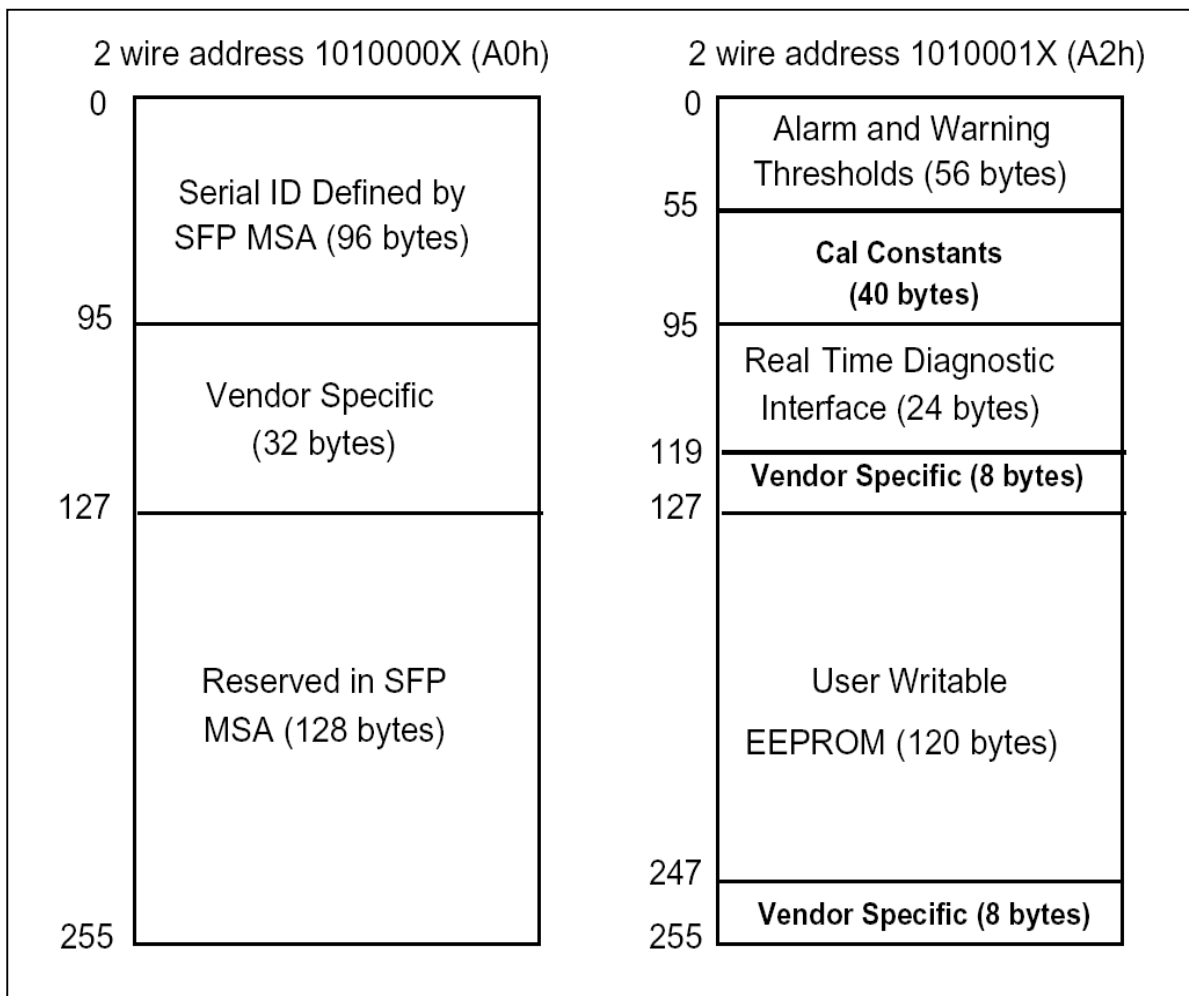 2 wire address 1010000X (A0h)
0
Serial ID Defined by
SFP MSA (96 bytes)
95
Vendor Specific
(32 bytes)
127
Reserved in SFP
MSA (128 bytes)
255
2 wire address 1010001X (A2h)
0
Alarm and Warning
Thresholds (56 bytes)
55
Cal Constants
(40 bytes)
95
Real Time Diagnostic
Interface (24 bytes)
119
Vendor Specific (8 bytes)
127
User Writable
EEPROM (120 bytes)
247
Vendor Specific (8 bytes)
255